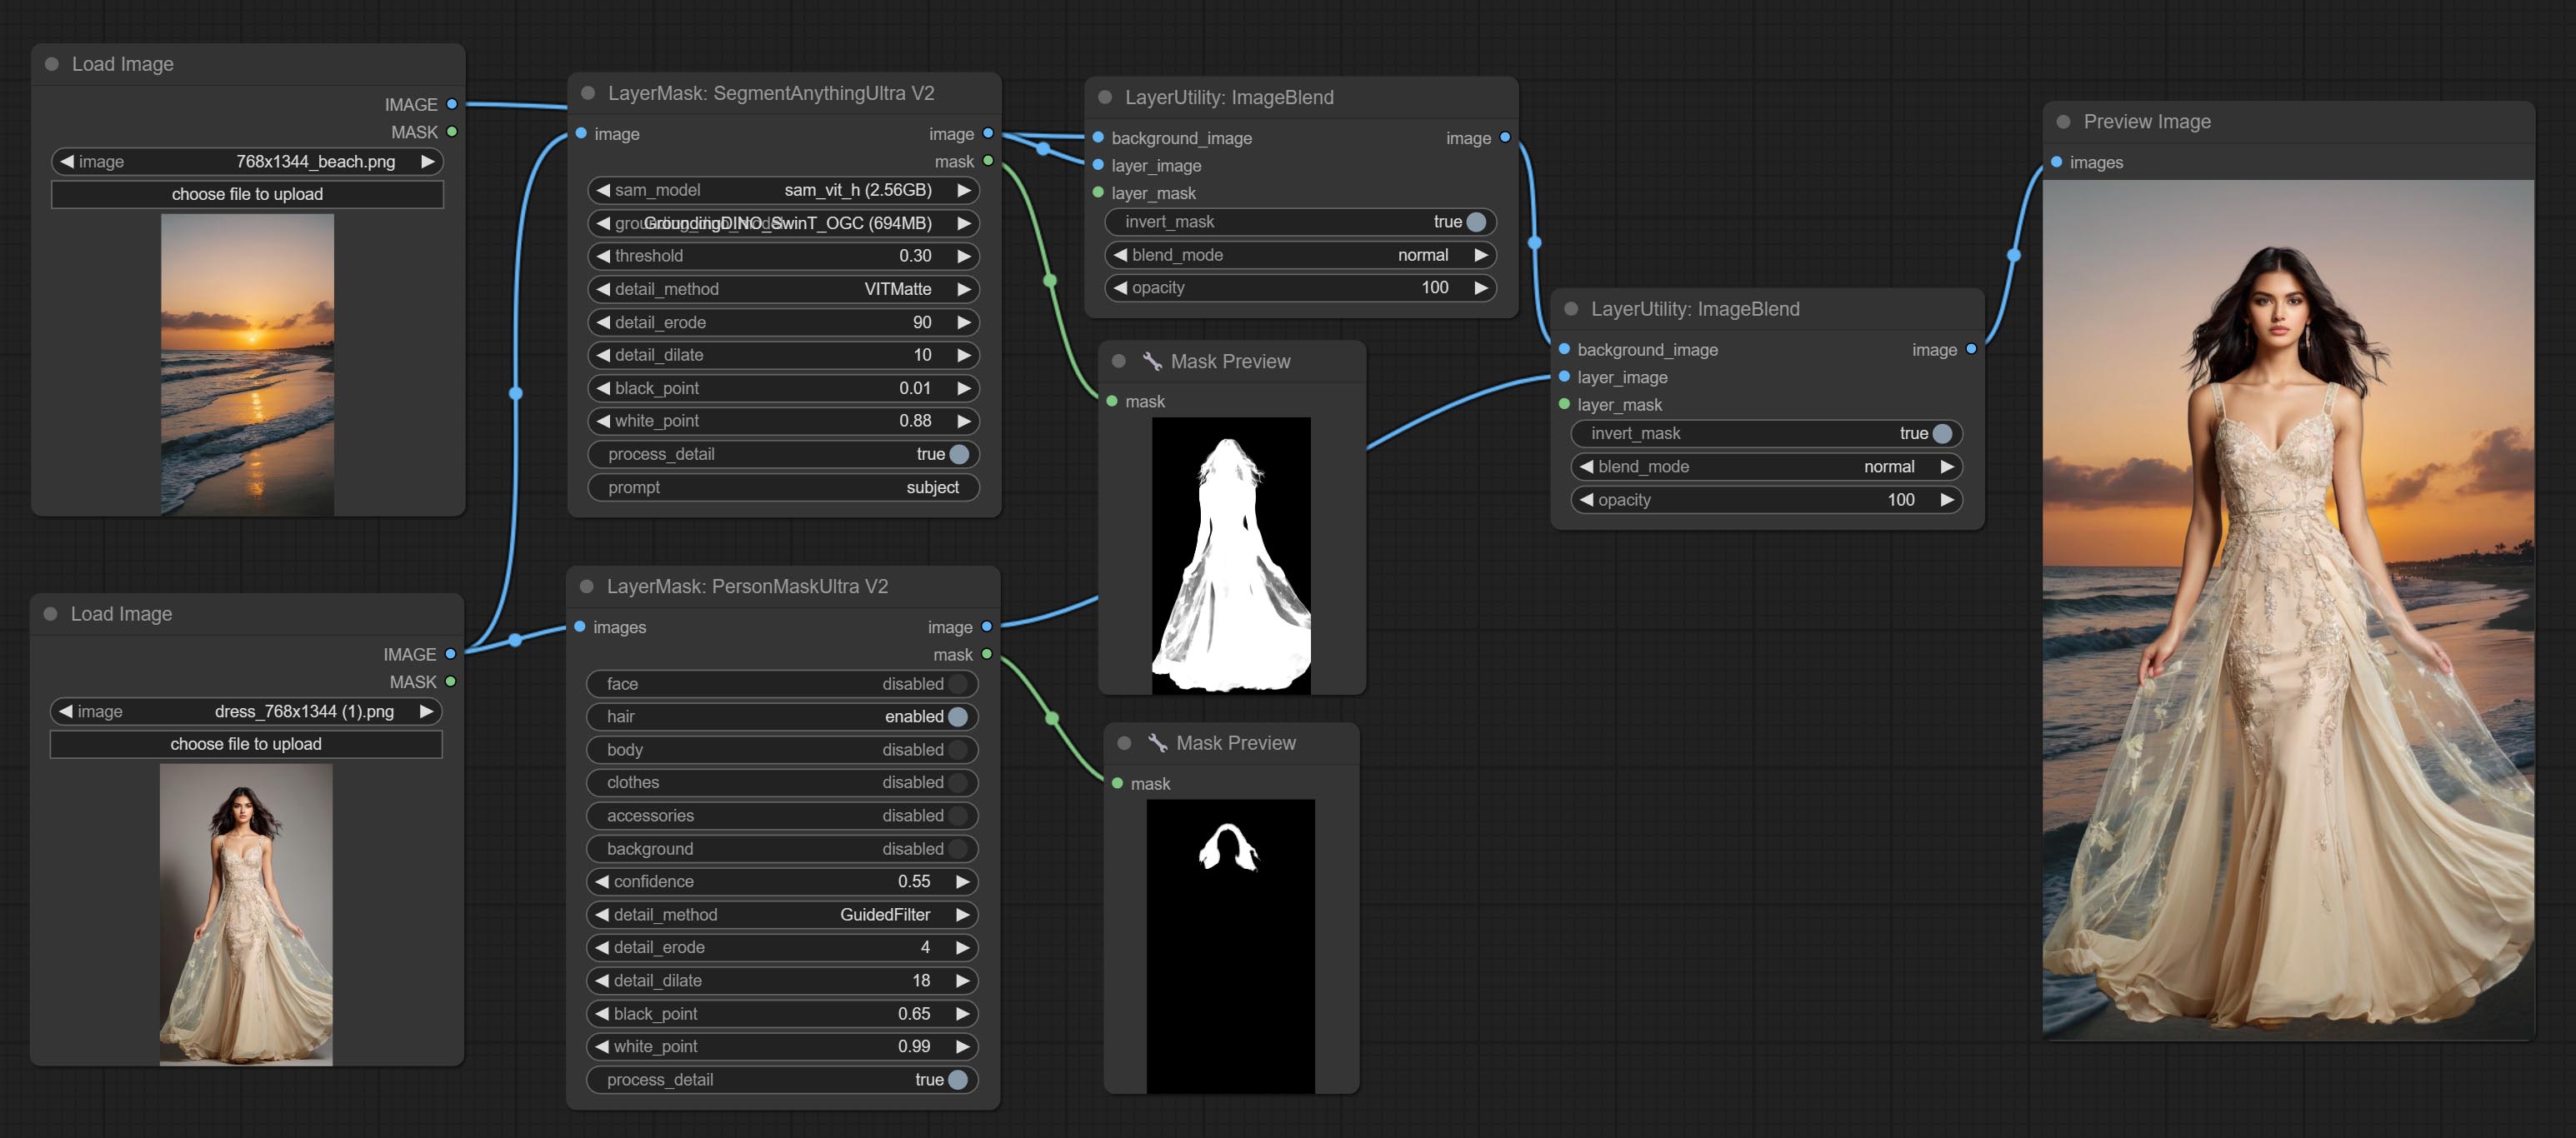 Load Image
IMAGE
MASK
image 768x1344_beach.png
choose file to upload
Load Image
IMAGE
MASK
image dress_768x1344 (1).png
choose file to upload
LayerMask: SegmentAnythingUltra V2
image image
mask
sam_model sam_vit_h (2.56GB)
GroundingDINO_SwinT_OGC (694MB)
threshold 0.30
detail_method VITMatte
detail_erode 90
detail_dilate 10
black_point 0.01
white_point 0.88
process_detail true
prompt subject
LayerMask: PersonMaskUltra V2
images image
mask
face disabled
hair enabled
body disabled
clothes disabled
accessories disabled
background disabled
confidence 0.55
detail_method GuidedFilter
detail_erode 4
detail_dilate 18
black_point 0.65
white_point 0.99
process_detail true
LayerUtility: ImageBlend
background_image image
layer_image
layer_mask
invert_mask true
blend_mode normal
opacity 100
Mask Preview
mask
Mask Preview
mask
LayerUtility: ImageBlend
background_image image
layer_image
layer_mask
invert_mask true
blend_mode normal
opacity 100
Preview Image
images